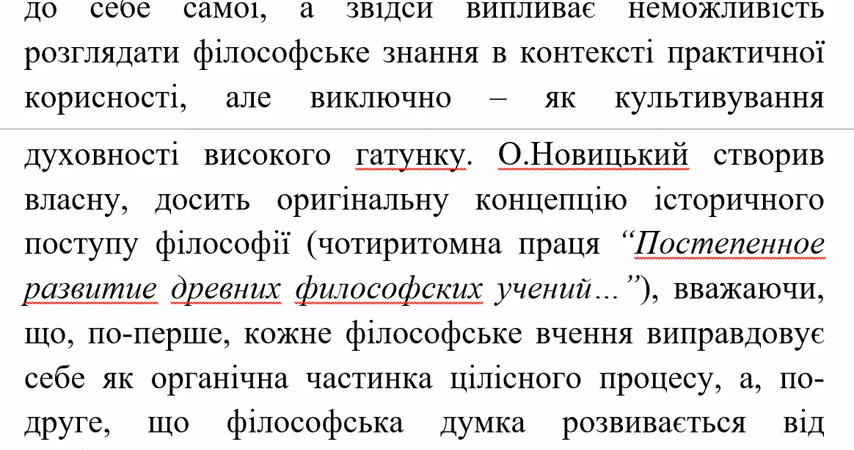 до себе самої, а звідси випливає неможливість
розглядати філософське знання в контексті практичної
корисності, але виключно – як культивування
духовності високого гатунку. О.Новицький створив
власну, досить оригінальну концепцію історичного
поступу філософії (чотиритомна праця “Постепенное
развитие древних философских учений…”), вважаючи,
що, по-перше, кожне філософське вчення виправдовує
себе як органічна частинка цілісного процесу, а, по-
друге, що філософська думка розвивається від